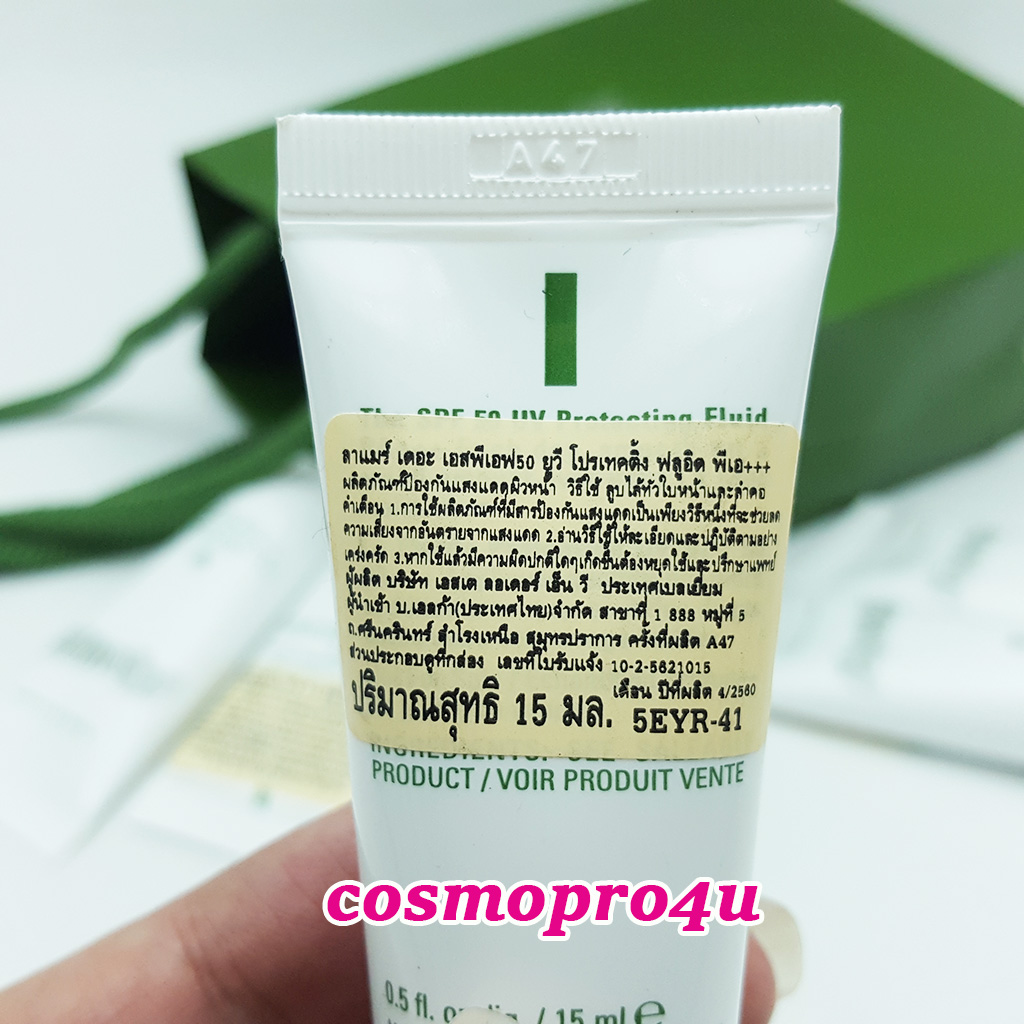 A47
The SPF 50 UV Protecting Fluid
ลาแมร์ เดอะ เอสพีเอฟ50 ยูวี โปรเทคติ้ง ฟลูอิด พีเอ+++
ผลิตภัณฑ์ป้องกันแสงแดดผิวหน้า วิธีใช้ ลูบไล้ทั่วใบหน้าและลำคอ
คำเตือน 1.การใช้ผลิตภัณฑ์ที่มีสารป้องกันแสงแดดเป็นเพียงวิธีหนึ่งที่จะช่วยลด
ความเสี่ยงจากอันตรายจากแสงแดด 2.อ่านวิธีใช้ให้ละเอียดและปฏิบัติตามอย่าง
เคร่งครัด 3.หากใช้แล้วมีความผิดปกติใดๆเกิดขึ้นต้องหยุดใช้และปรึกษาแพทย์
ผู้ผลิต บริษัท เอสเต ลอเดอร์ เอ็น วี ประเทศเบลเยี่ยม
ผู้นำเข้า บ.เอลก้า(ประเทศไทย)จำกัด สาขาที่ 1 888 หมู่ที่ 5
ถ.ศรีนครินทร์ สำโรงเหนือ สมุทรปราการ ครั้งที่ผลิต A47
ส่วนประกอบดูที่กล่อง เลขที่ใบรับแจ้ง 10-2-5621015
เดือน ปีที่ผลิต 4/2560
ปริมาณสุทธิ 15 มล. 5EYR-41
PRODUCT / VOIR PRODUIT VENTE
cosmopro4u
0.5 fl. oz. liq. / 15 ml e